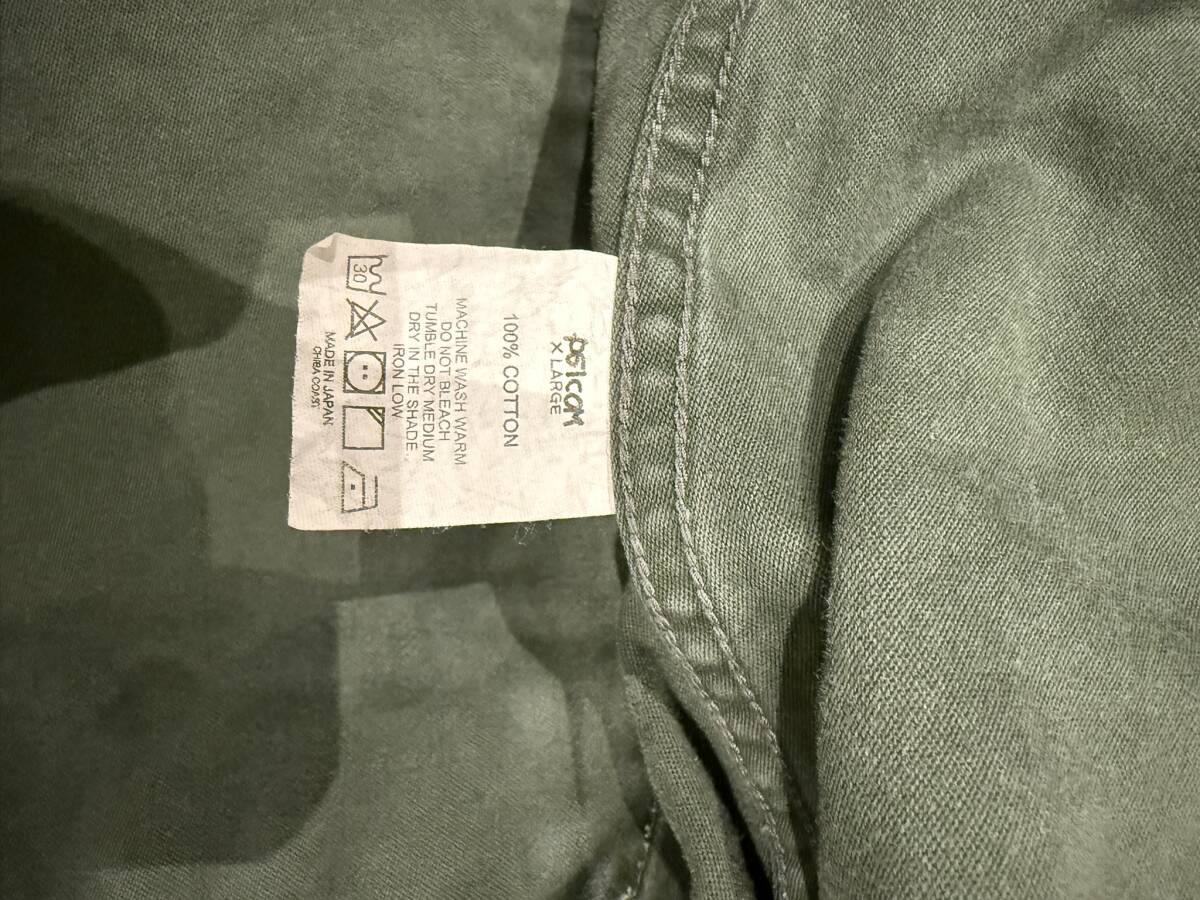 pelcom
X LARGE
100% COTTON
MACHINE WASH WARM
DO NOT BLEACH
TUMBLE DRY MEDIUM
DRY IN THE SHADE.
IRON LOW
30
MADE IN JAPAN
CHIBA COAST